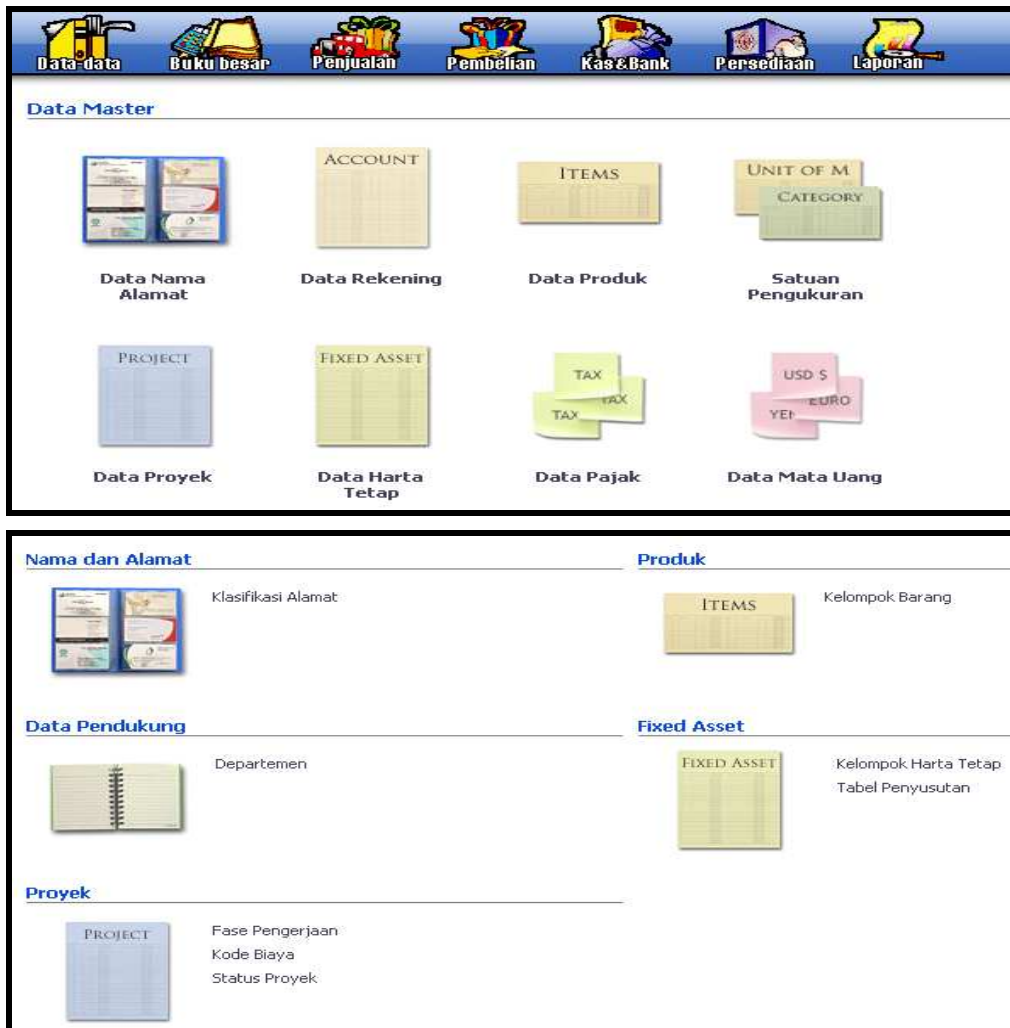 Data-data Buku besar Penjualan Pembelian Kas&Bank Persediaan Laporan
Data Master
ACCOUNT
ITEMS
UNIT OF M
CATEGORY
Data Nama
Alamat
Data Rekening
Data Produk
Satuan
Pengukuran
PROJECT
FIXED ASSET
TAX
TAX
TAX
USD $
EURO
YEN
Data Proyek
Data Harta
Tetap
Data Pajak
Data Mata Uang
Nama dan Alamat
Klasifikasi Alamat
Produk
ITEMS
Kelompok Barang
Data Pendukung
Departemen
Fixed Asset
FIXED ASSET
Kelompok Harta Tetap
Tabel Penyusutan
Proyek
PROJECT
Fase Pengerjaan
Kode Biaya
Status Proyek